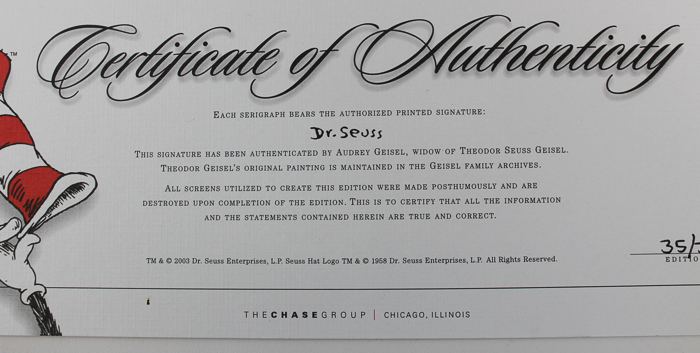 TM
Certificate of Authenticity
EACH SERIGRAPH BEARS THE AUTHORIZED PRINTED SIGNATURE:
Dr. Seuss
THIS SIGNATURE HAS BEEN AUTHENTICATED BY AUDREY GEISEL, WIDOW OF THEODOR SEUSS GEISEL.
THEODOR GEISEL'S ORIGINAL PAINTING IS MAINTAINED IN THE GEISEL FAMILY ARCHIVES.
ALL SCREENS UTILIZED TO CREATE THIS EDITION WERE MADE POSTHUMOUSLY AND ARE
DESTROYED UPON COMPLETION OF THE EDITION. THIS IS TO CERTIFY THAT ALL THE INFORMATION
AND THE STATEMENTS CONTAINED HEREIN ARE TRUE AND CORRECT.
35/
TM & © 2003 Dr. Seuss Enterprises, L.P. Seuss Hat Logo TM & © 1958 Dr. Seuss Enterprises, L.P. All Rights Reserved.
EDITIO
THECHASEGROUP | CHICAGO, ILLINOIS